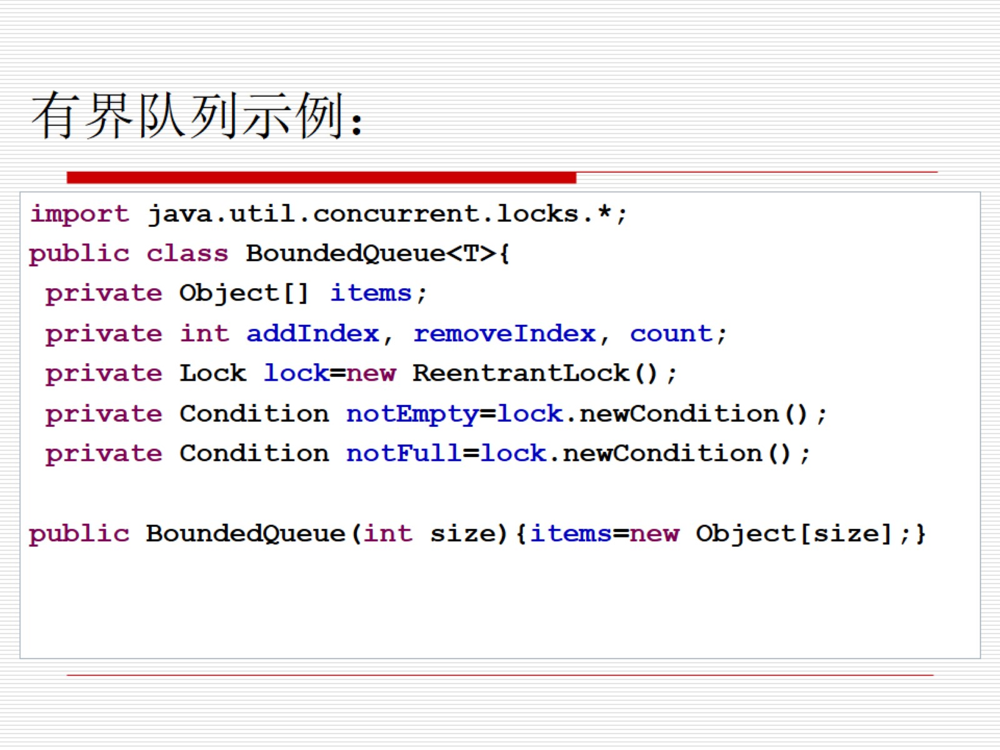 有界队列示例：
import java.util.concurrent.locks.*;
public class BoundedQueue<T>{
private Object[] items;
private int addIndex, removeIndex, count;
private Lock lock=new ReentrantLock();
private Condition notEmpty=lock.newCondition();
private Condition notFull=lock.newCondition();
public BoundedQueue(int size){items=new Object[size];}